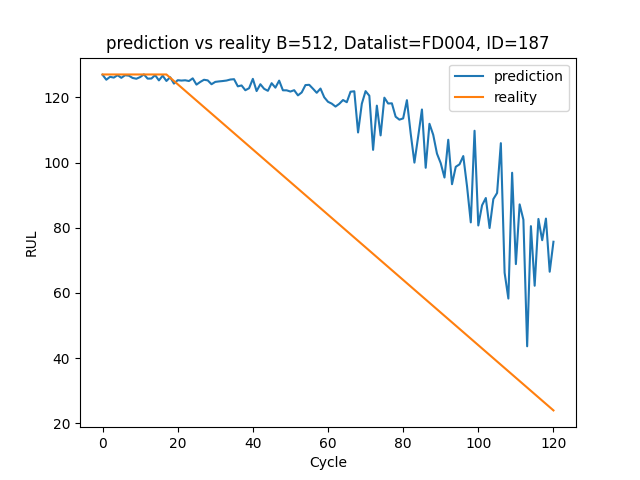 prediction vs reality B=512, Datalist=FD004, ID=187
prediction
reality
120
100
80
60
40
20
RUL
0 20 40 60 80 100 120
Cycle